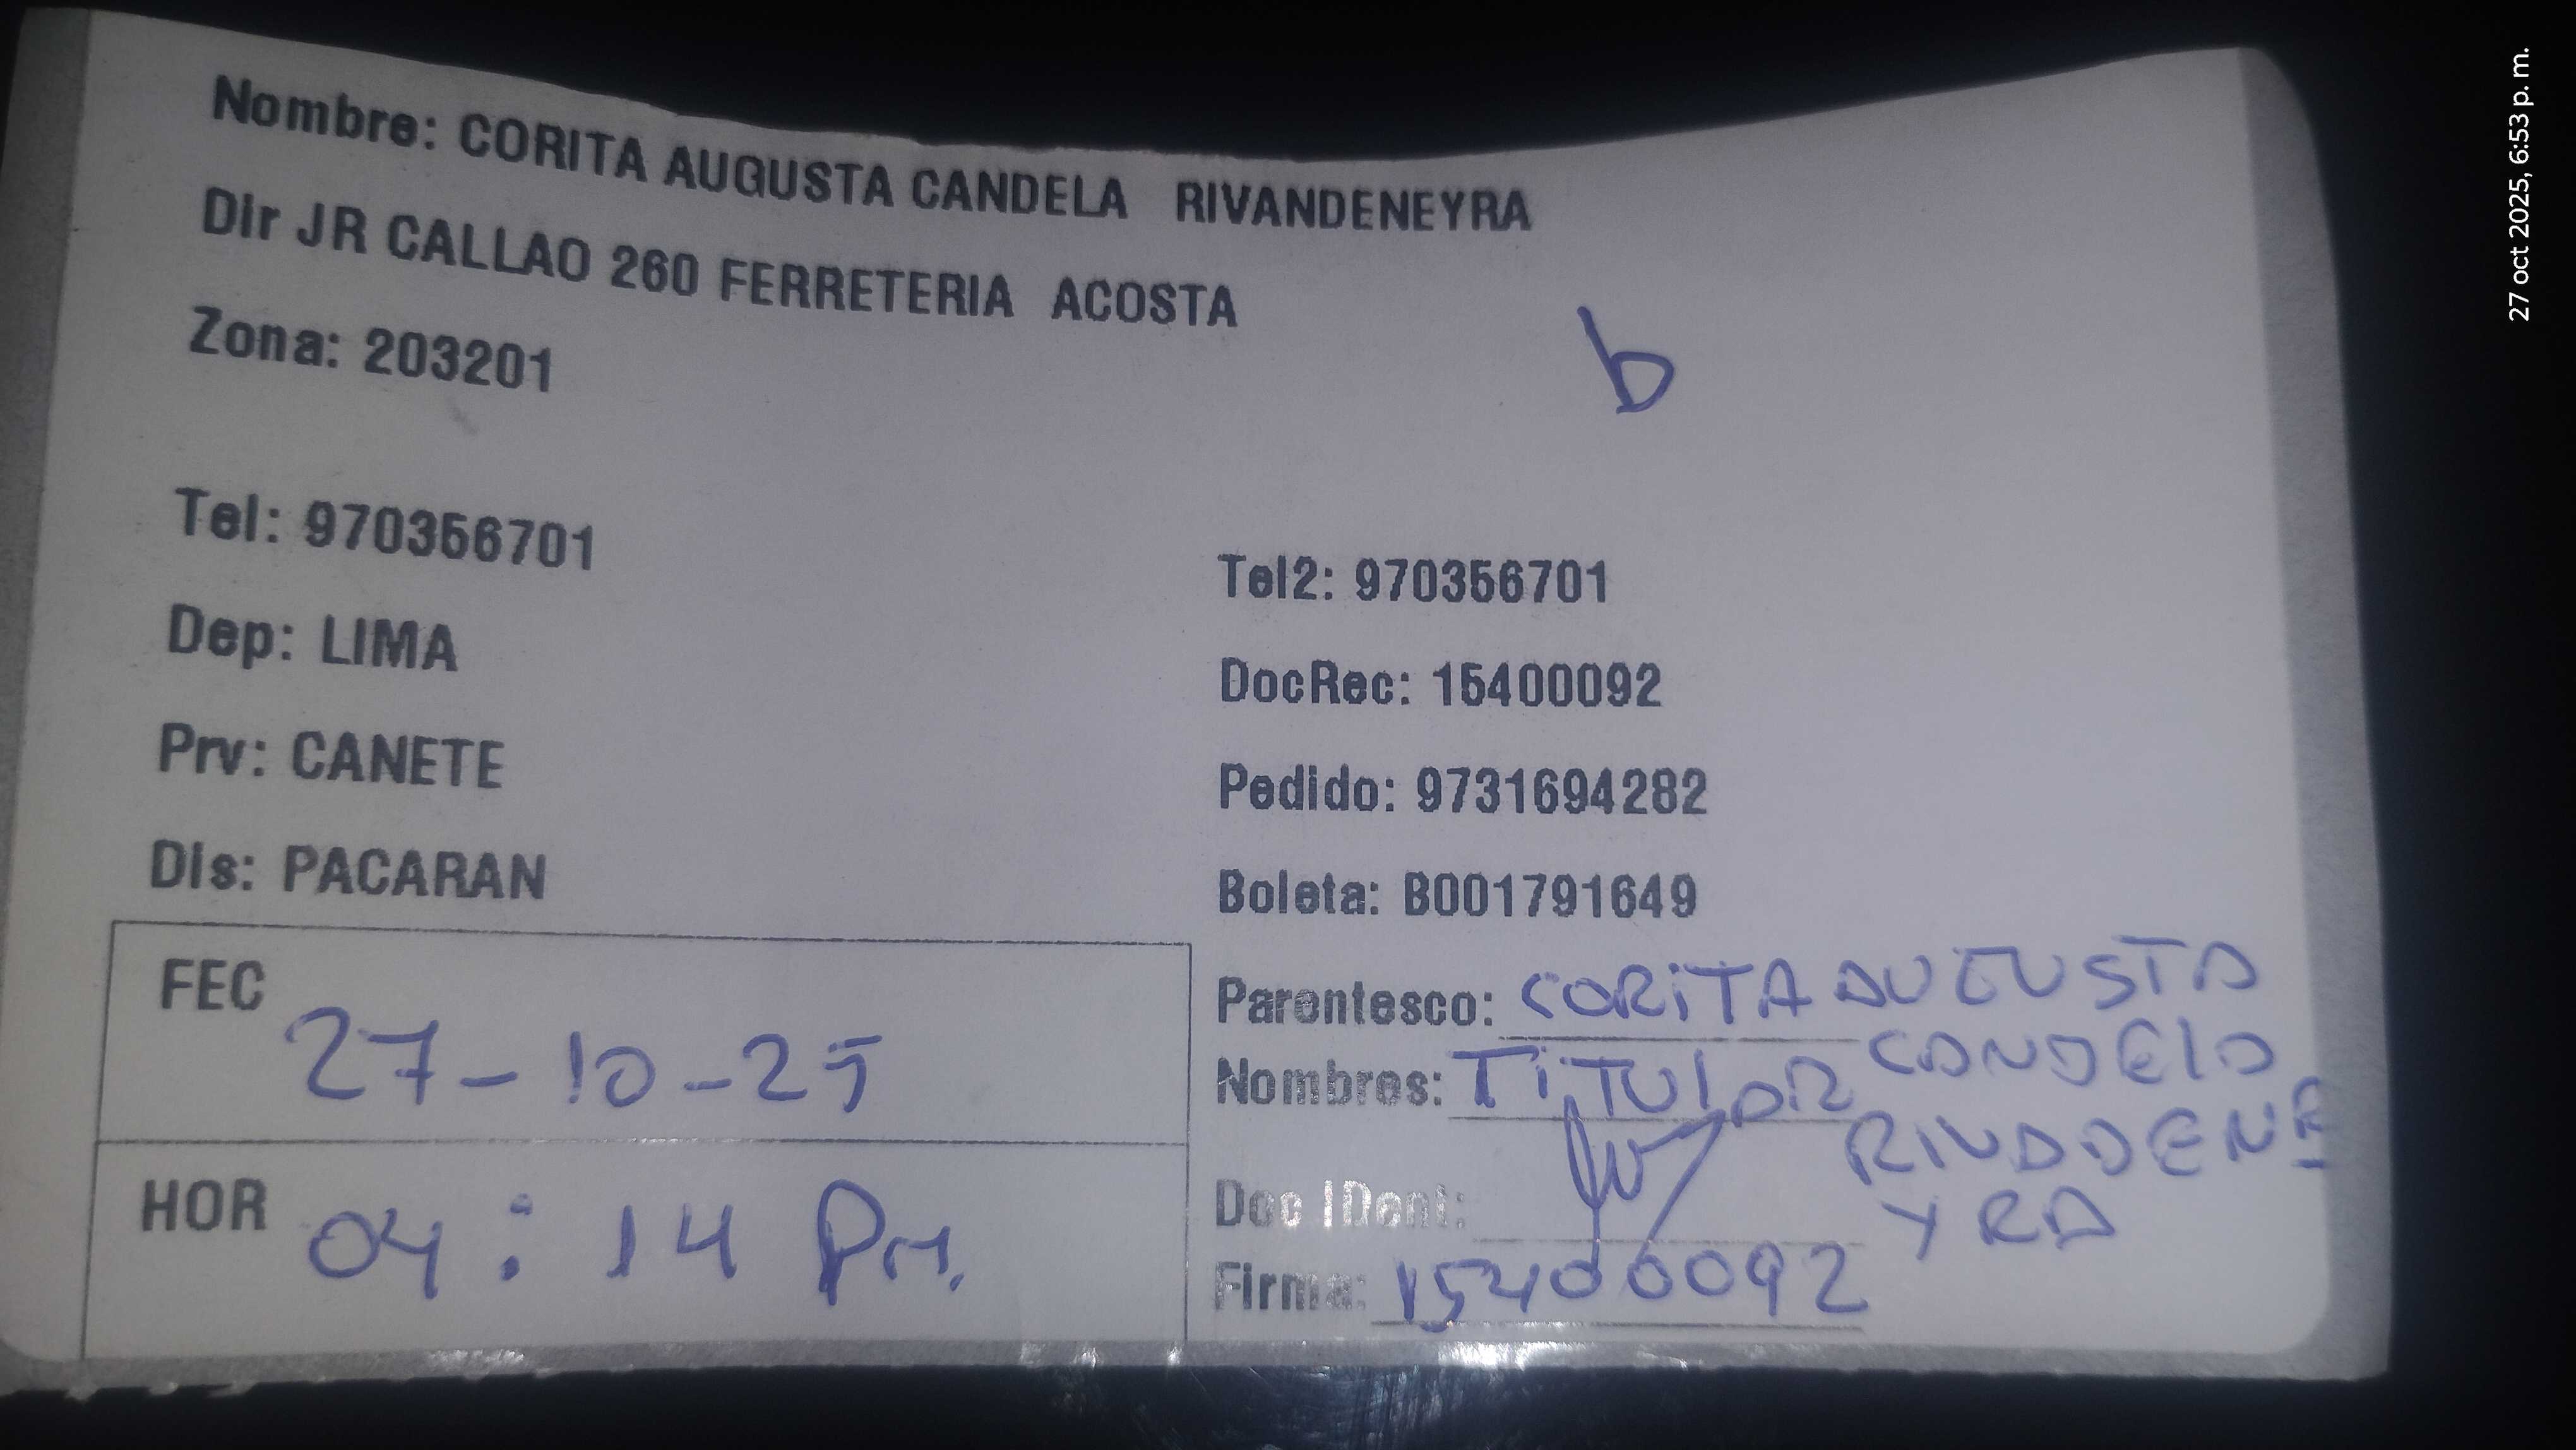 Nombre: CORITA AUGUSTA CANDELA RIVANDENEYRA
Dir JR CALLAO 260 FERRETERIA ACOSTA
Zona: 203201
b
Tel: 970356701
Tel2: 970356701
Dep: LIMA
DocRec: 15400092
Prv: CANETE
Pedido: 9731694282
Dis: PACARAN
Boleta: B001791649
FEC 27-10-25
HOR 04:14 Pm.
Parentesco: CORiTA AUGUSTA
Nombres: TiTULAR CANDELA
RIVADENE
YRA
Doc IDent:
Firma: 15400092
27 oct 2025, 6:53 p. m.